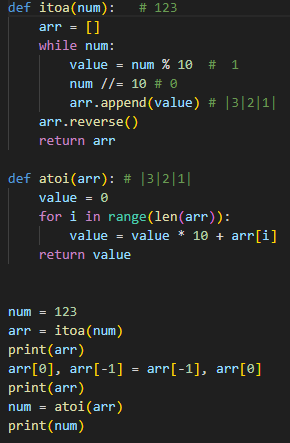 def itoa(num):   # 123
    arr = []
    while num:
        value = num % 10  #  1
        num //= 10 # 0
        arr.append(value) # |3|2|1|
    arr.reverse()
    return arr

def atoi(arr): # |3|2|1|
    value = 0
    for i in range(len(arr)):
        value = value * 10 + arr[i]
    return value


num = 123
arr = itoa(num)
print(arr)
arr[0], arr[-1] = arr[-1], arr[0]
print(arr)
num = atoi(arr)
print(num)